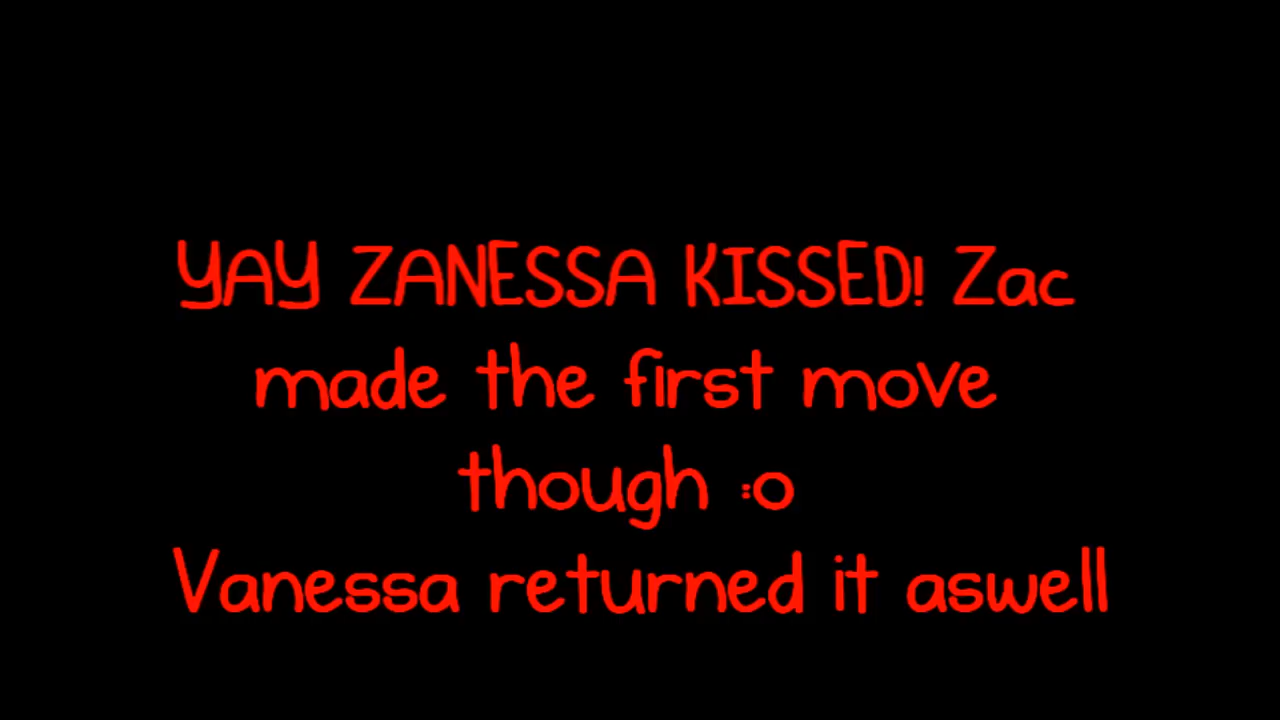 YAY ZANESSA KISSED! Zac
made the first move
though :o
Vanessa returned it aswell